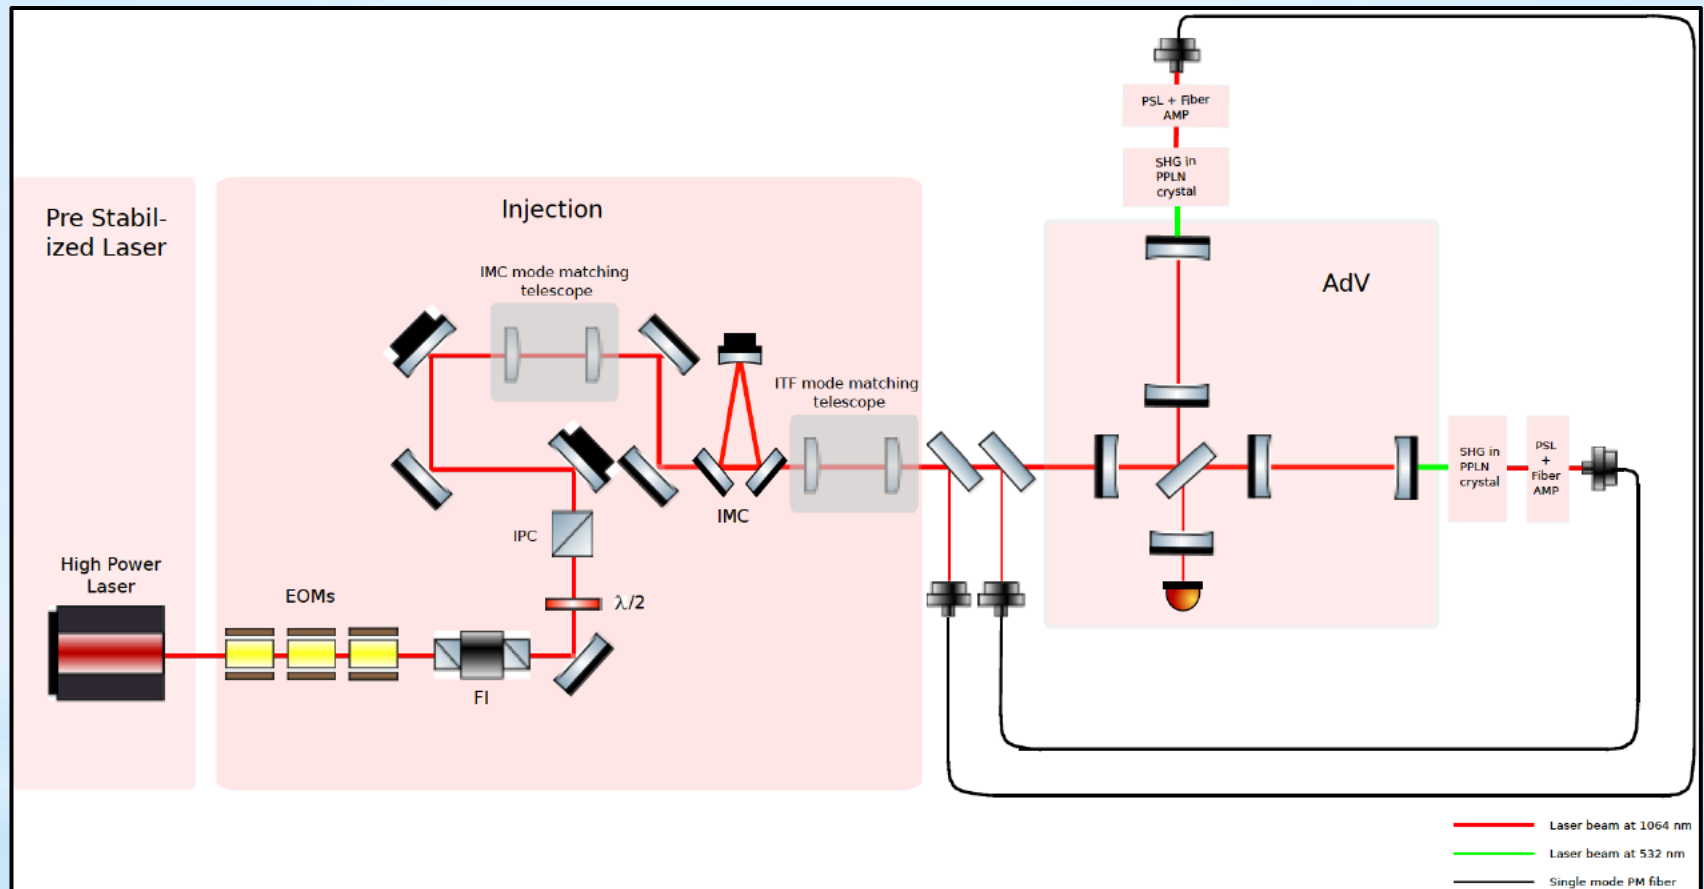 PSL + Fiber
AMP
SHG in
PPLN
crystal
Pre Stabil-
ized Laser
Injection
IMC mode matching
telescope
AdV
ITF mode matching
telescope
IMC
IPC
SHG in
PPLN
crystal
PSL
+
Fiber
AMP
High Power
Laser
EOMs
λ/2
FI
Laser beam at 1064 nm
Laser beam at 532 nm
Single mode PM fiber